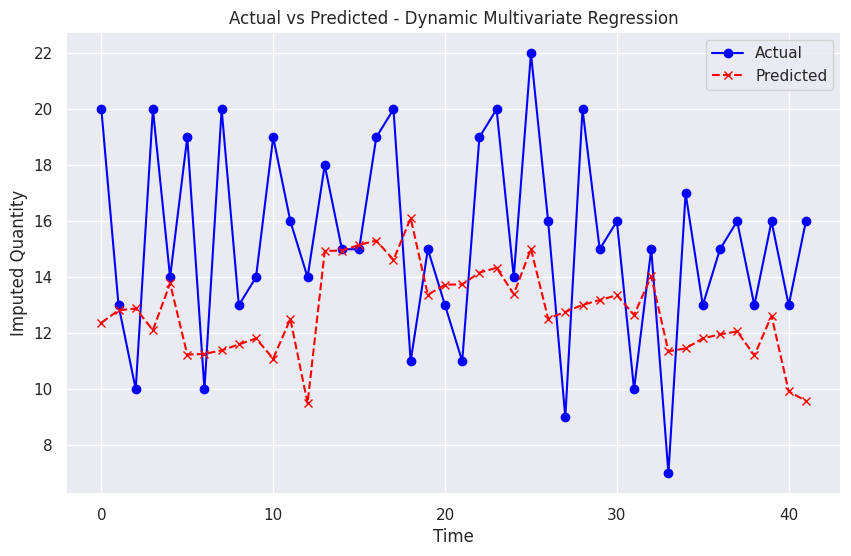 Actual vs Predicted - Dynamic Multivariate Regression
Actual
Predicted
Imputed Quantity
22
20
18
16
14
12
10
8
0
10
20
30
40
Time